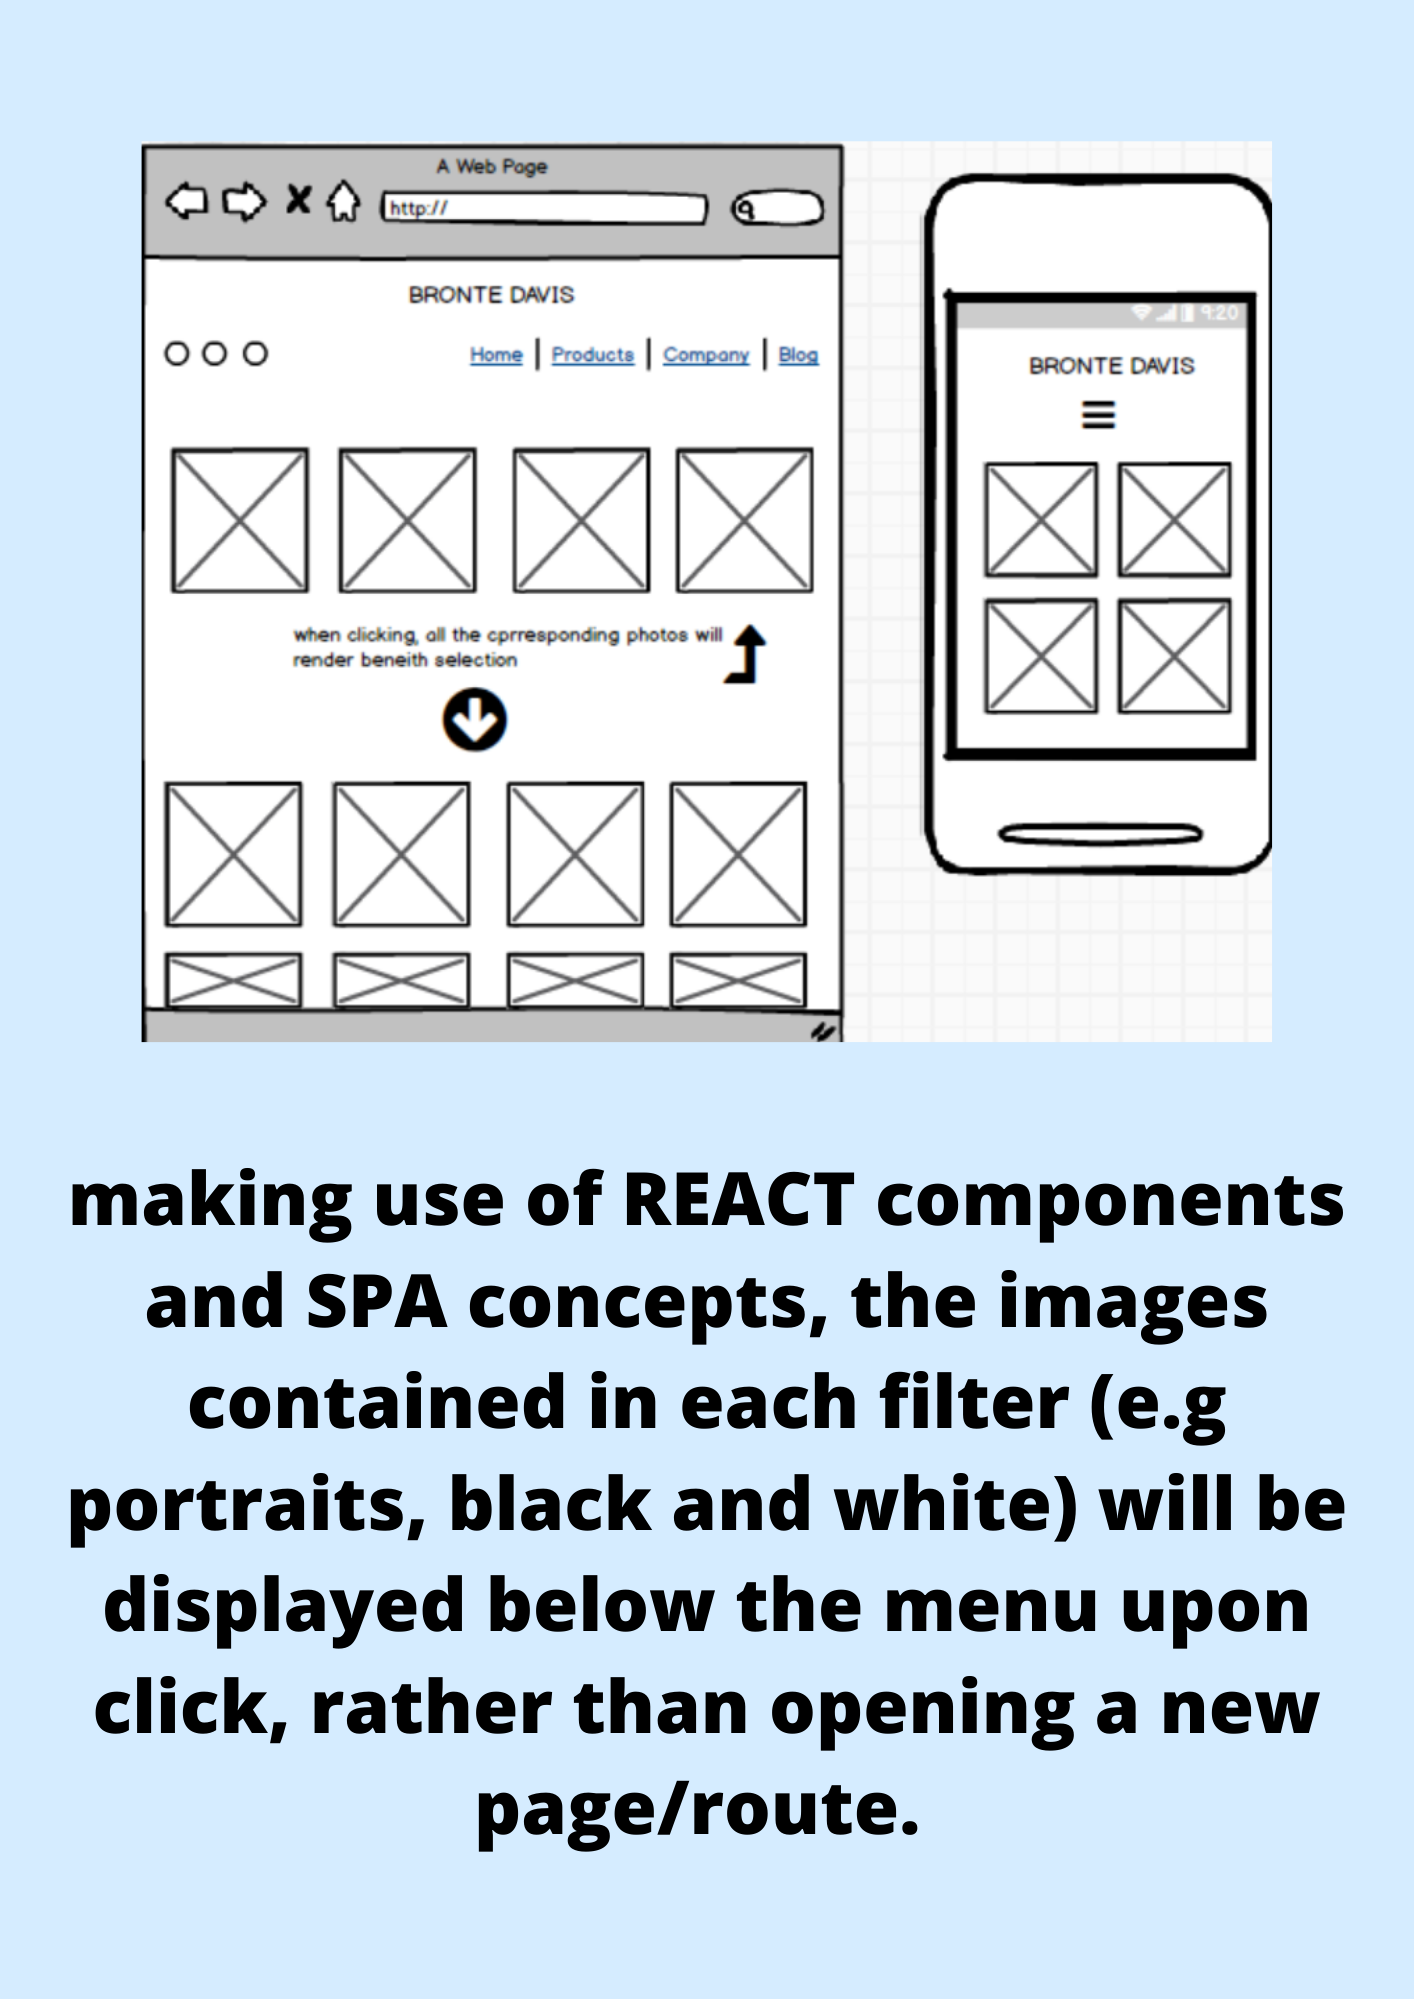 A Web Page
http://
BRONTE DAVIS
Home | Products | Company | Blog
when clicking, all the cprresponding photos will
render beneith selection
9:20
BRONTE DAVIS
making use of REACT components
and SPA concepts, the images
contained in each filter (e.g
portraits, black and white) will be
displayed below the menu upon
click, rather than opening a new
page/route.